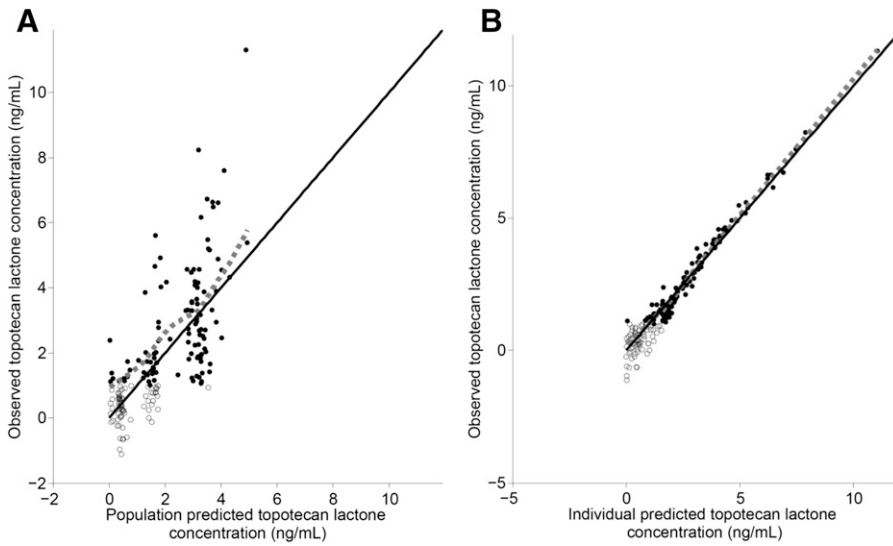 A
Observed topotecan lactone concentration (ng/mL)
10
8
6
4
2
0
−2
−2
0
2
4
6
8
10
Population predicted topotecan lactone
concentration (ng/mL)
B
Observed topotecan lactone concentration (ng/mL)
10
5
0
−5
−5
0
5
10
Individual predicted topotecan lactone
concentration (ng/mL)